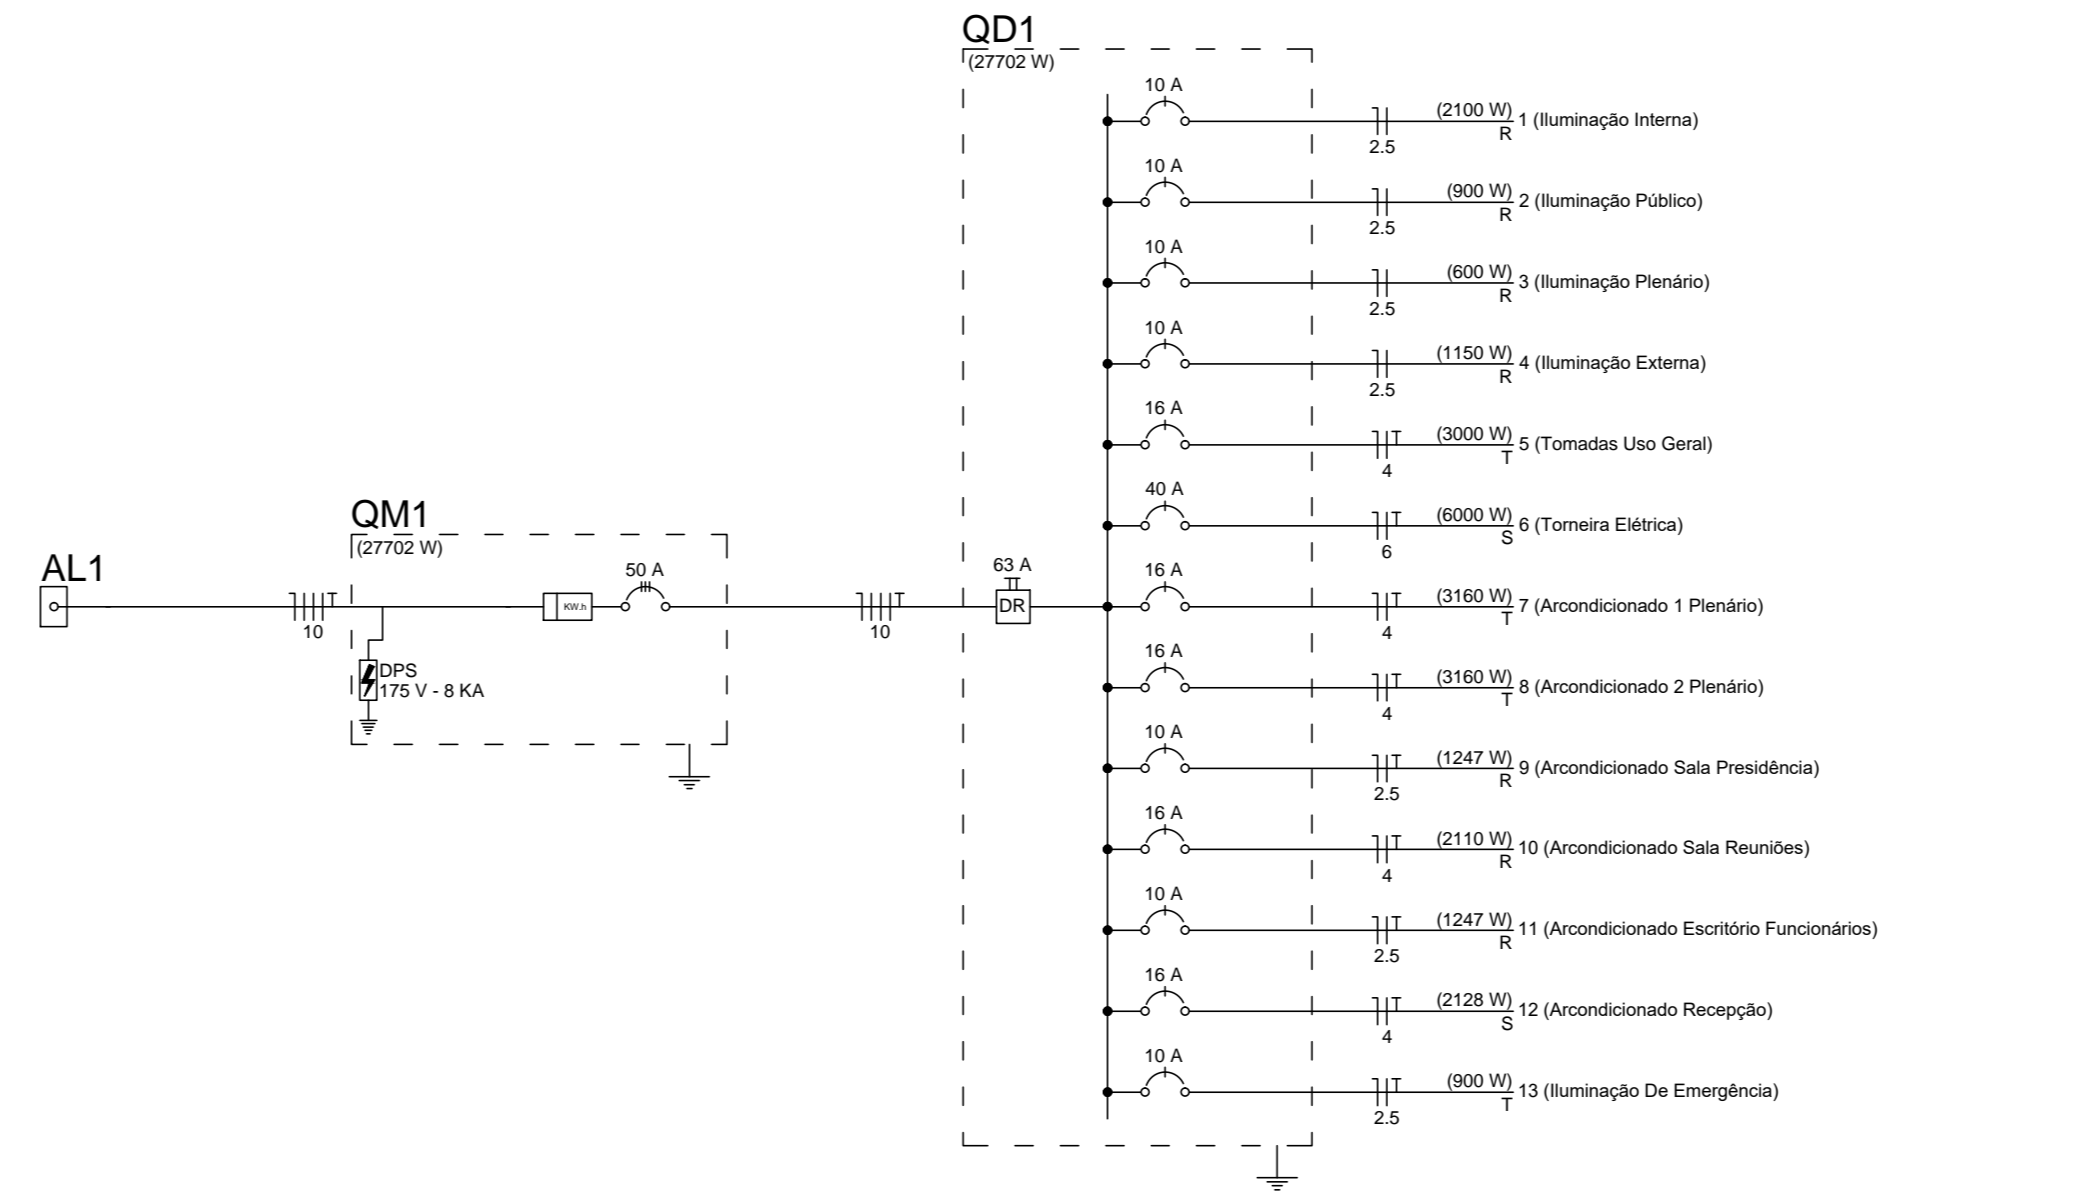 QD1
(27702 W)
10 A
(2100 W)
R
1 (Iluminação Interna)
2.5
10 A
(900 W)
R
2 (Iluminação Público)
2.5
10 A
(600 W)
R
3 (Iluminação Plenário)
2.5
10 A
(1150 W)
R
4 (Iluminação Externa)
2.5
16 A
(3000 W)
T
5 (Tomadas Uso Geral)
4
40 A
(6000 W)
S
6 (Torneira Elétrica)
6
QM1
(27702 W)
AL1
10
KW.h
50 A
DPS
175 V - 8 KA
10
63 A
DR
16 A
(3160 W)
T
7 (Arcondicionado 1 Plenário)
4
16 A
(3160 W)
T
8 (Arcondicionado 2 Plenário)
4
10 A
(1247 W)
R
9 (Arcondicionado Sala Presidência)
2.5
16 A
(2110 W)
R
10 (Arcondicionado Sala Reuniões)
4
10 A
(1247 W)
R
11 (Arcondicionado Escritório Funcionários)
2.5
16 A
(2128 W)
S
12 (Arcondicionado Recepção)
4
10 A
(900 W)
T
13 (Iluminação De Emergência)
2.5